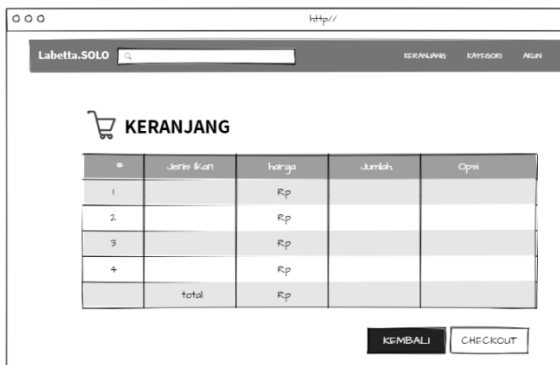 http//
Labetta.SOLO KERANJANG KATEGORI AKUN
KERANJANG
# Jenis Ikan harga Jumlah Opsi
1 Rp
2 Rp
3 Rp
4 Rp
total Rp
KEMBALI CHECKOUT